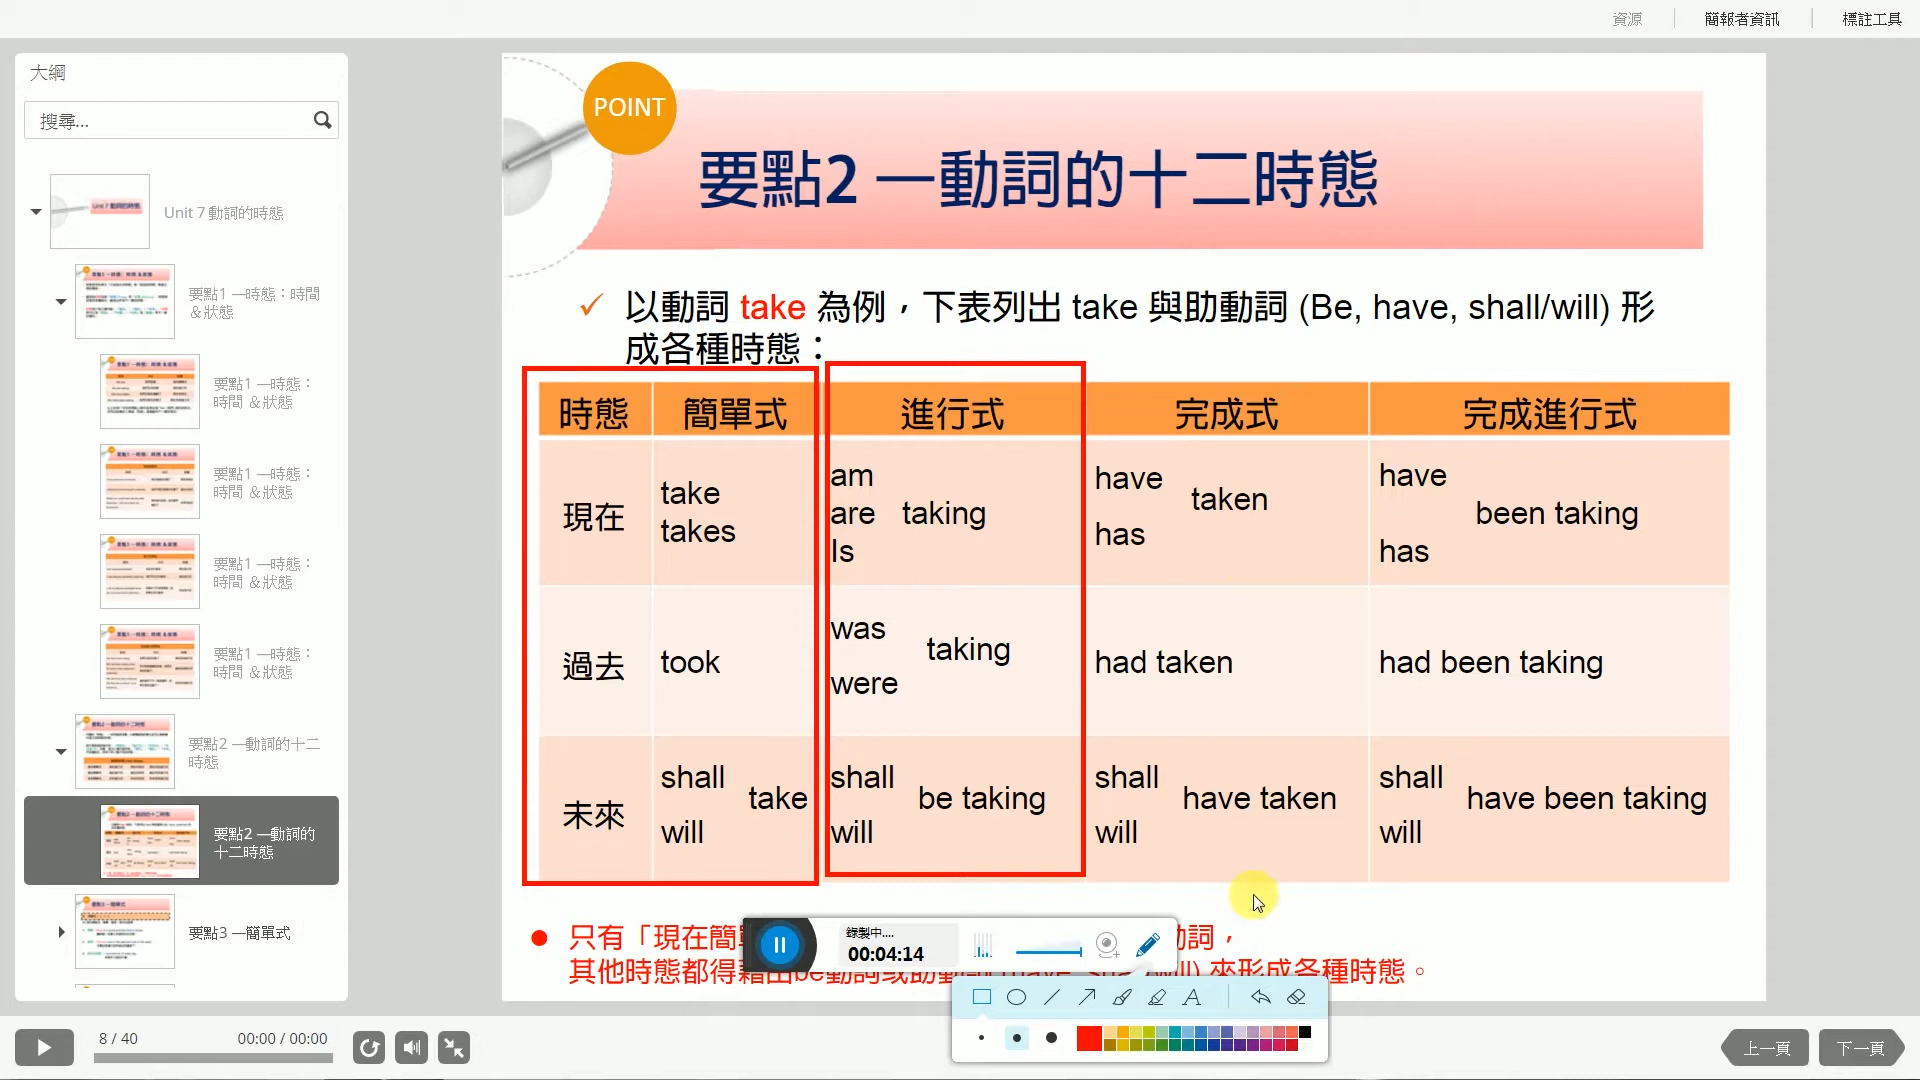 資源
簡報者資訊
標註工具
大綱
搜尋...
Unit 7 動詞的時態
要點1 —時態：時間
＆狀態
要點1 —時態：
時間 ＆狀態
要點1 —時態：
時間 ＆狀態
要點1 —時態：
時間 ＆狀態
要點1 —時態：
時間 ＆狀態
要點2 —動詞的十二
時態
要點2 —動詞的
十二時態
要點3 —簡單式
POINT
要點2 —動詞的十二時態
以動詞 take 為例，下表列出 take 與助動詞 (Be, have, shall/will) 形
成各種時態：
時態 簡單式 進行式 完成式 完成進行式
現在
take
takes
am
are taking
Is
have
taken
has
have
been taking
has
過去
took
was
taking
were
had taken
had been taking
未來
shall
take
will
shall
be taking
will
shall
have taken
will
shall
have been taking
will
只有「現在簡
動詞，
其他時態都得藉由be動詞或助動詞
來形成各種時態。
錄製中....
00:04:14
8 / 40
00:00 / 00:00
上一頁
下一頁